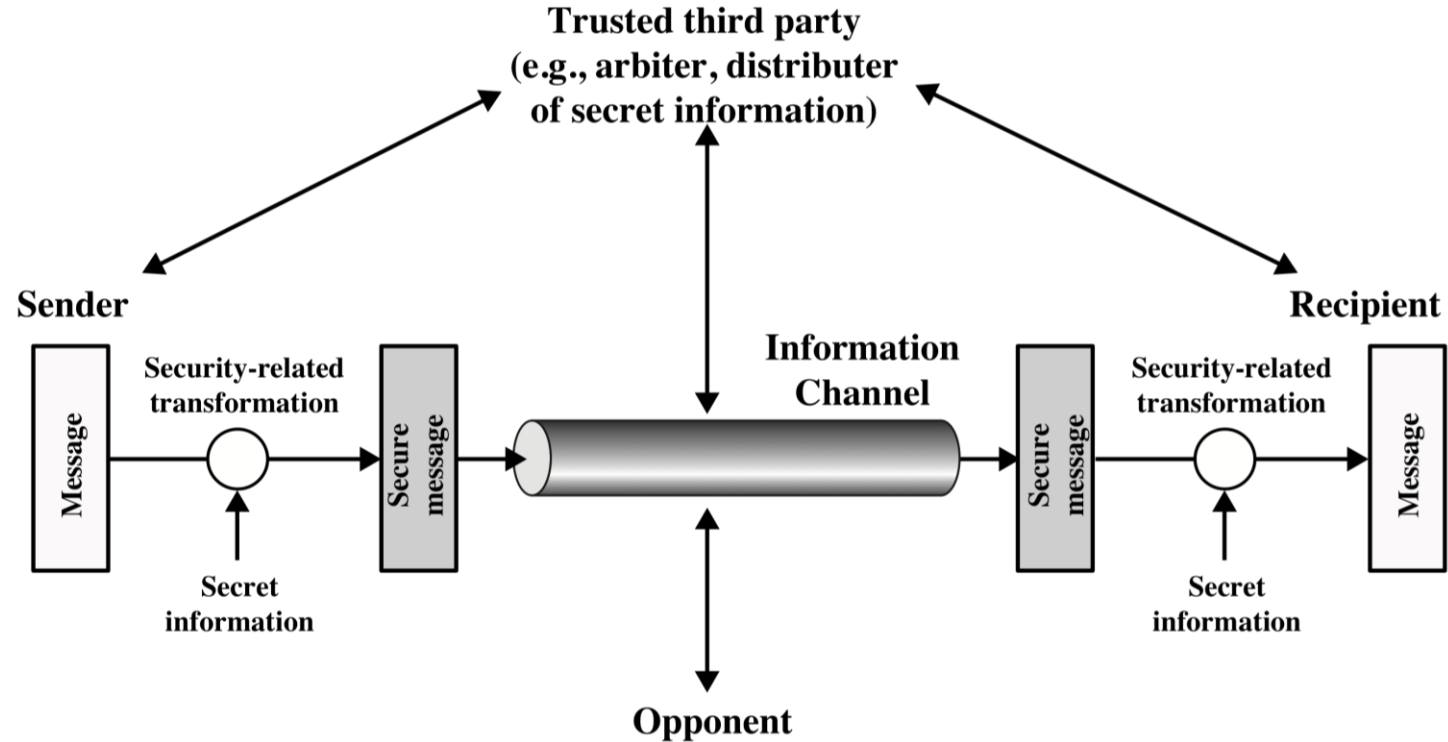 Trusted third party
(e.g., arbiter, distributer
of secret information)
Sender
Recipient
Information
Channel
Security-related
transformation
Security-related
transformation
Message
Secure
message
Secure
message
Message
Secret
information
Secret
information
Opponent